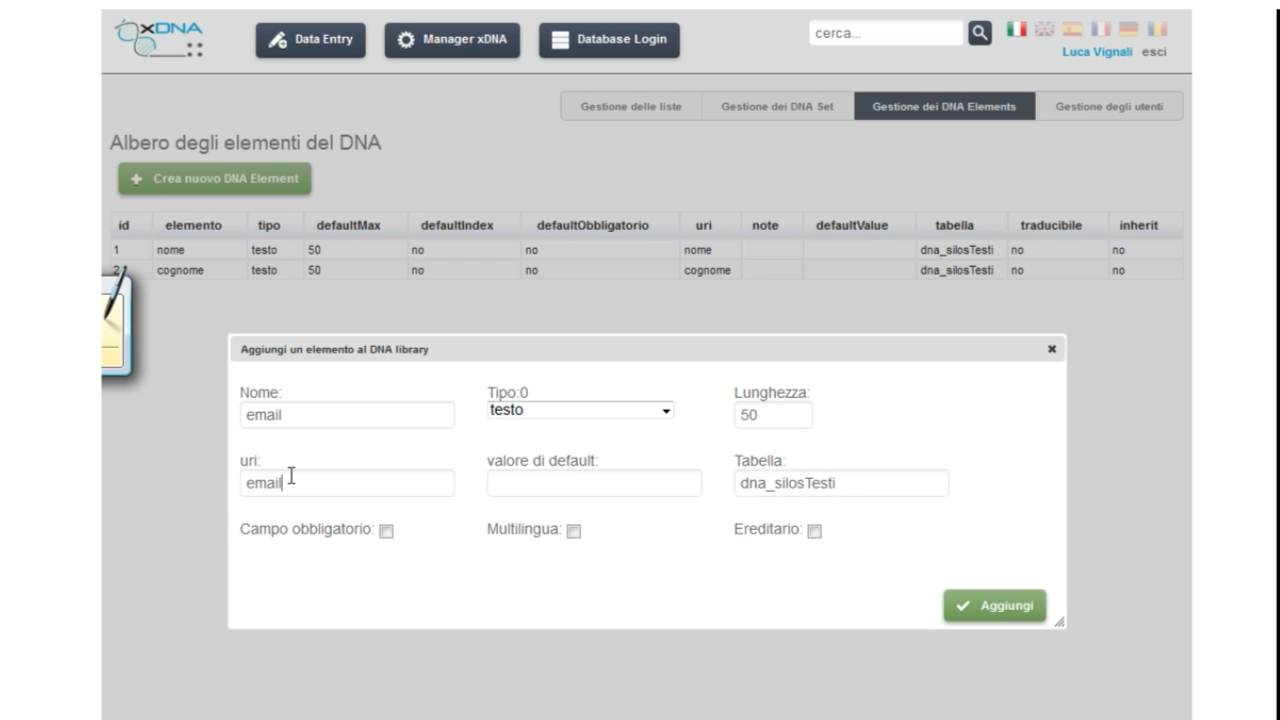 xDNA
Data Entry
Manager xDNA
Database Login
cerca...
Luca Vignali esci
Gestione delle liste
Gestione dei DNA Set
Gestione dei DNA Elements
Gestione degli utenti
Albero degli elementi del DNA
Crea nuovo DNA Element
id elemento tipo defaultMax defaultIndex defaultObbligatorio uri note defaultValue tabella traducibile inherit
1 nome testo 50 no no nome dna_silosTesti no no
2 cognome testo 50 no no cognome dna_silosTesti no no
Aggiungi un elemento al DNA library
Nome: Tipo:0 Lunghezza:
email testo 50
uri: valore di default: Tabella:
email dna_silosTesti
Campo obbligatorio: Multilingua: Ereditario:
Aggiungi